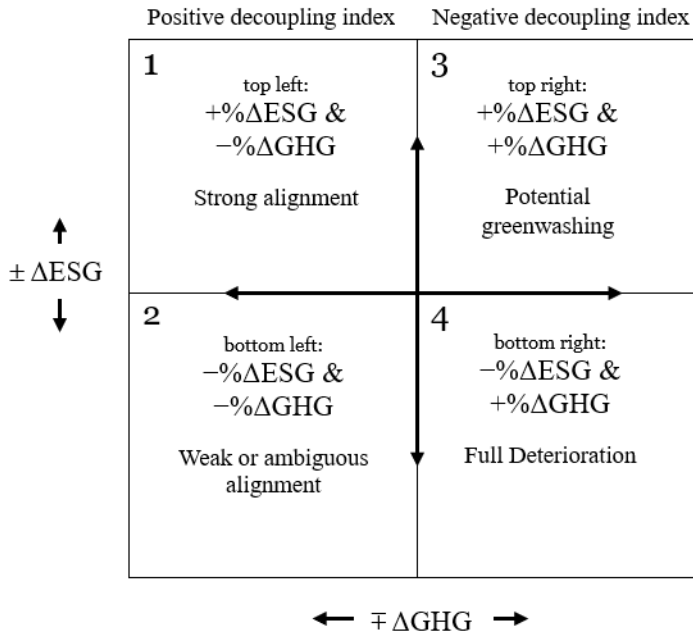 Positive decoupling index
Negative decoupling index
1
top left:
+%ΔESG &
−%ΔGHG
Strong alignment
3
top right:
+%ΔESG &
+%ΔGHG
Potential
greenwashing
± ΔESG
2
bottom left:
−%ΔESG &
−%ΔGHG
Weak or ambiguous
alignment
4
bottom right:
−%ΔESG &
+%ΔGHG
Full Deterioration
∓ ΔGHG